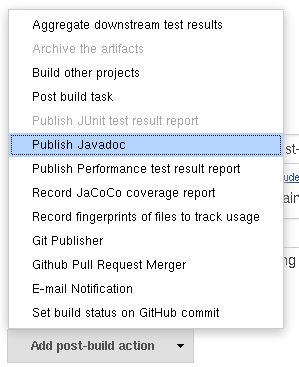 Aggregate downstream test results
Archive the artifacts
Build other projects
Post build task
Publish JUnit test result report
Publish Javadoc
Publish Performance test result report
Record JaCoCo coverage report
Record fingerprints of files to track usage
Git Publisher
Github Pull Request Merger
E-mail Notification
Set build status on GitHub commit
Add post-build action